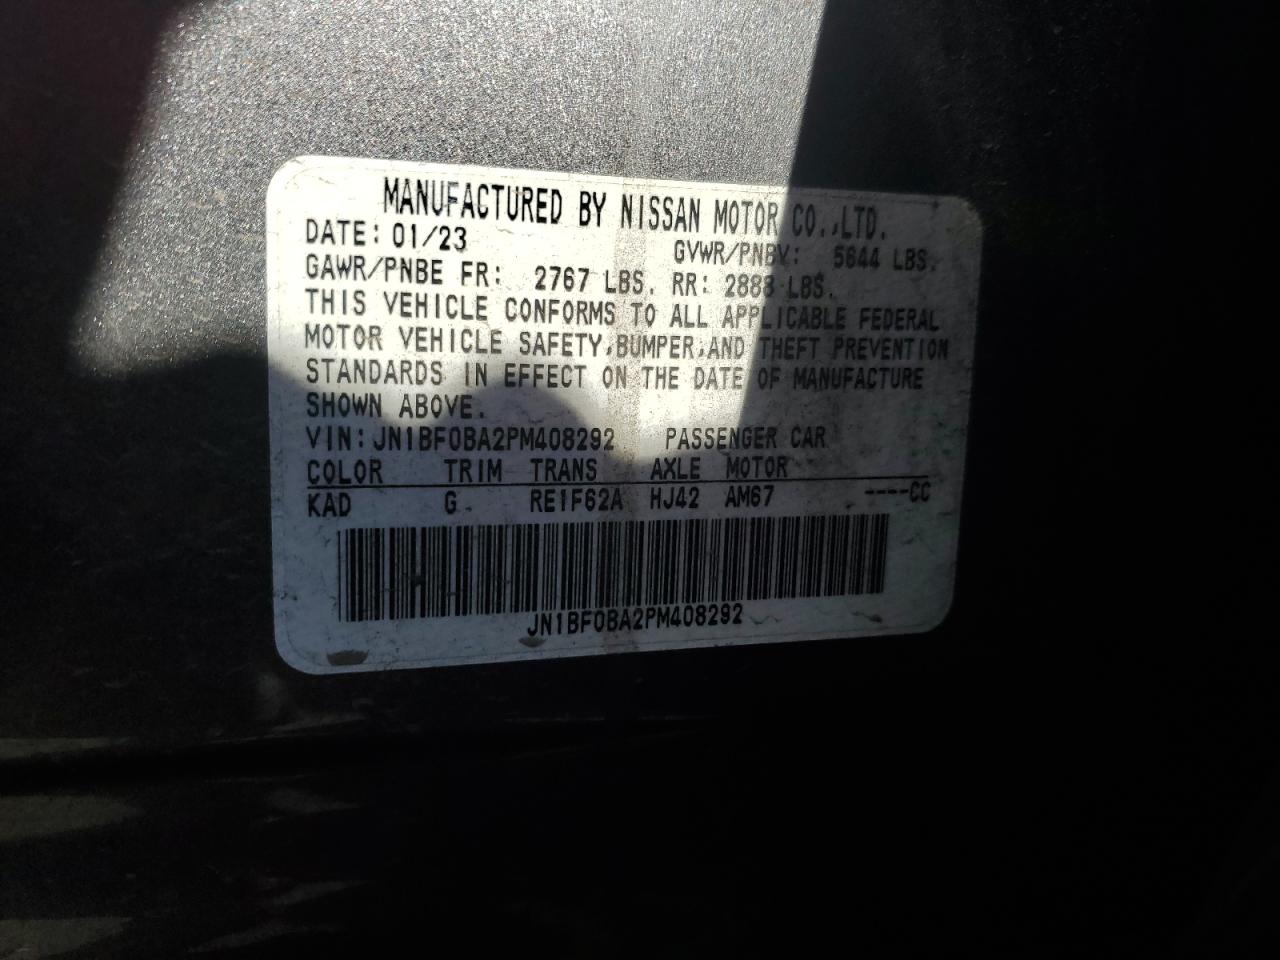 MANUFACTURED BY NISSAN MOTOR CO.,LTD.
DATE: 01/23 GVWR/PNBV: 5644 LBS.
GAWR/PNBE FR: 2767 LBS. RR: 2888 LBS.
THIS VEHICLE CONFORMS TO ALL APPLICABLE FEDERAL
MOTOR VEHICLE SAFETY,BUMPER,AND THEFT PREVENTION
STANDARDS IN EFFECT ON THE DATE OF MANUFACTURE
SHOWN ABOVE.
VIN:JN1BF0BA2PM408292 PASSENGER CAR
COLOR TRIM TRANS AXLE MOTOR
KAD G RE1F62A HJ42 AM67 ----CC
JN1BF0BA2PM408292